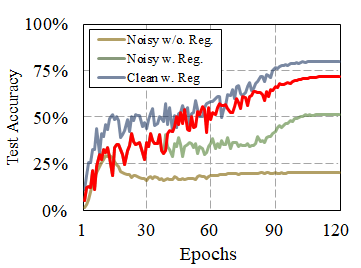 100%
75%
50%
25%
0%
Test Accuracy
Noisy w/o. Reg.
Noisy w. Reg.
Clean w. Reg
1
30
60
90
120
Epochs